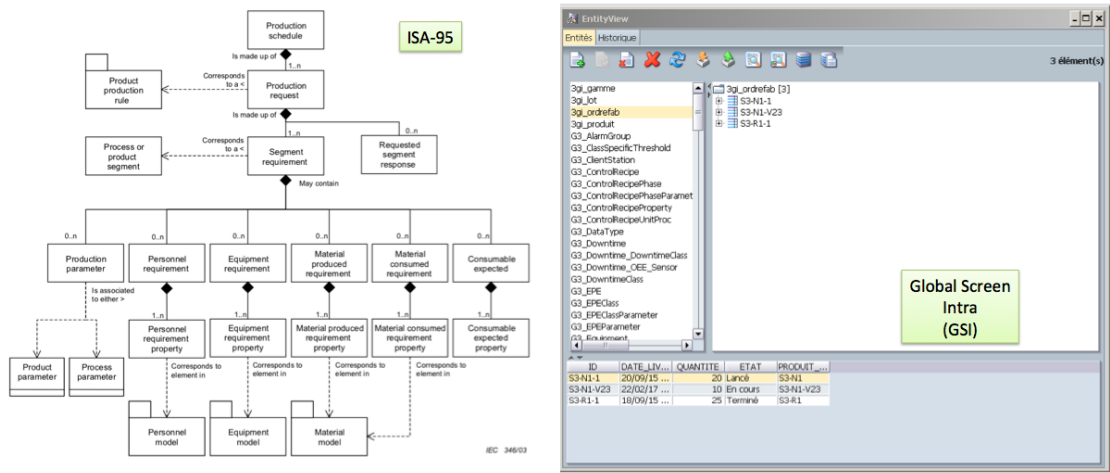 Production
schedule
ISA-95
Is made up of
1..n
Product
production
rule
Corresponds
to a <
Production
request
Is made up of
1..n
0..n
Process or
product
segment
Corresponds
to a <
Segment
requirement
Requested
segment
response
May contain
0..n
0..n
0..n
0..n
0..n
0..n
Production
parameter
Personnel
requirement
Equipment
requirement
Material
produced
requirement
Material
consumed
requirement
Consumable
expected
Is associated
to either >
1..n
1..n
1..n
1..n
1..n
Personnel
requirement
property
Equipment
requirement
property
Material produced
requirement
property
Material consumed
requirement
property
Consumable
expected
property
Product
parameter
Process
parameter
Corresponds to
element in
Corresponds to
element in
Corresponds to
element in
Corresponds to
element in
Personnel
model
Equipment
model
Material
model
IEC 346/03
EntityView
Entités Historique
3 élément(s)
3gi_gamme
3gi_lot
3gi_ordrefab
3gi_produit
G3_AlarmGroup
G3_ClassSpecificThreshold
G3_ClientStation
G3_ControlRecipe
G3_ControlRecipePhase
G3_ControlRecipePhaseParamet
G3_ControlRecipeProperty
G3_ControlRecipeUnitProc
G3_DataType
G3_Downtime
G3_Downtime_DowntimeClass
G3_Downtime_OEE_Sensor
G3_DowntimeClass
G3_EPE
G3_EPEClass
G3_EPEClassParameter
G3_EPEParameter
G3_Equipment
3gi_ordrefab [3]
S3-N1-1
S3-N1-V23
S3-R1-1
Global Screen
Intra
(GSI)
ID DATE_LIV... QUANTITE ETAT PRODUIT_...
S3-N1-1 20/09/15 ... 20 Lancé S3-N1
S3-N1-V23 22/02/17 ... 10 En cours S3-N1-V23
S3-R1-1 18/09/15 ... 25 Terminé S3-R1